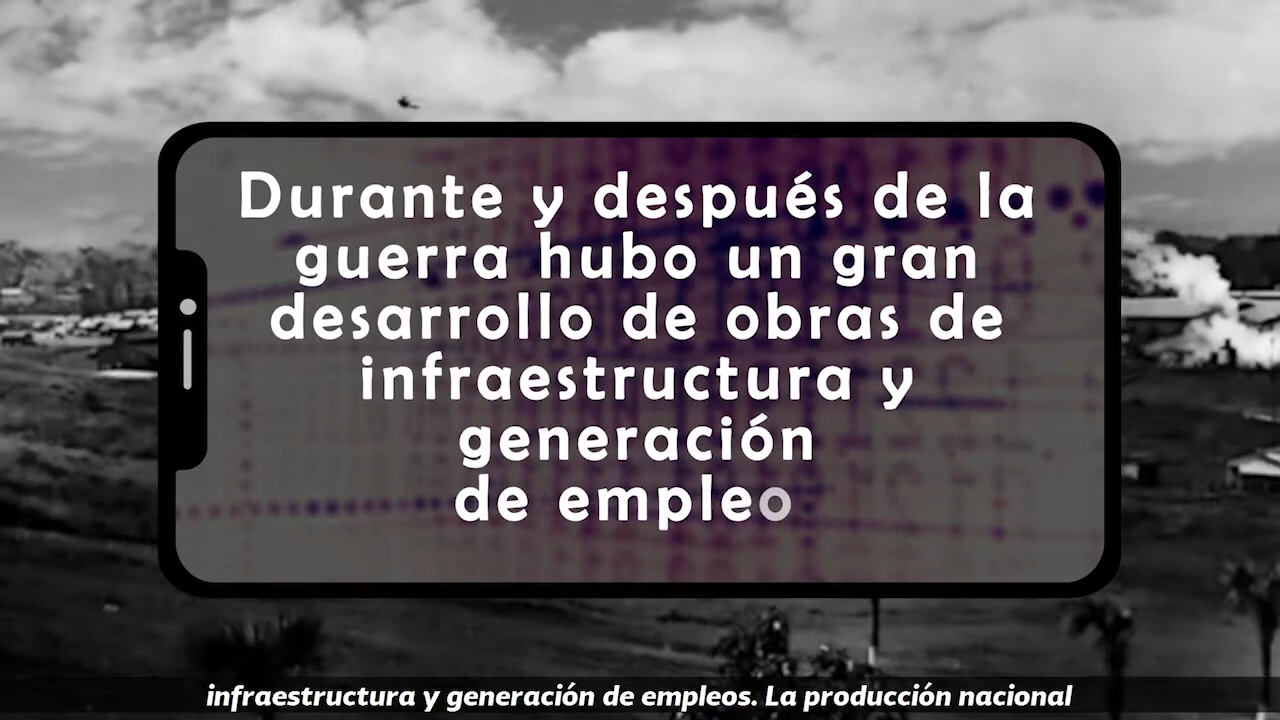 Durante y después de la
guerra hubo un gran
desarrollo de obras de
infraestructura y
generación
de empleo
infraestructura y generación de empleos. La producción nacional